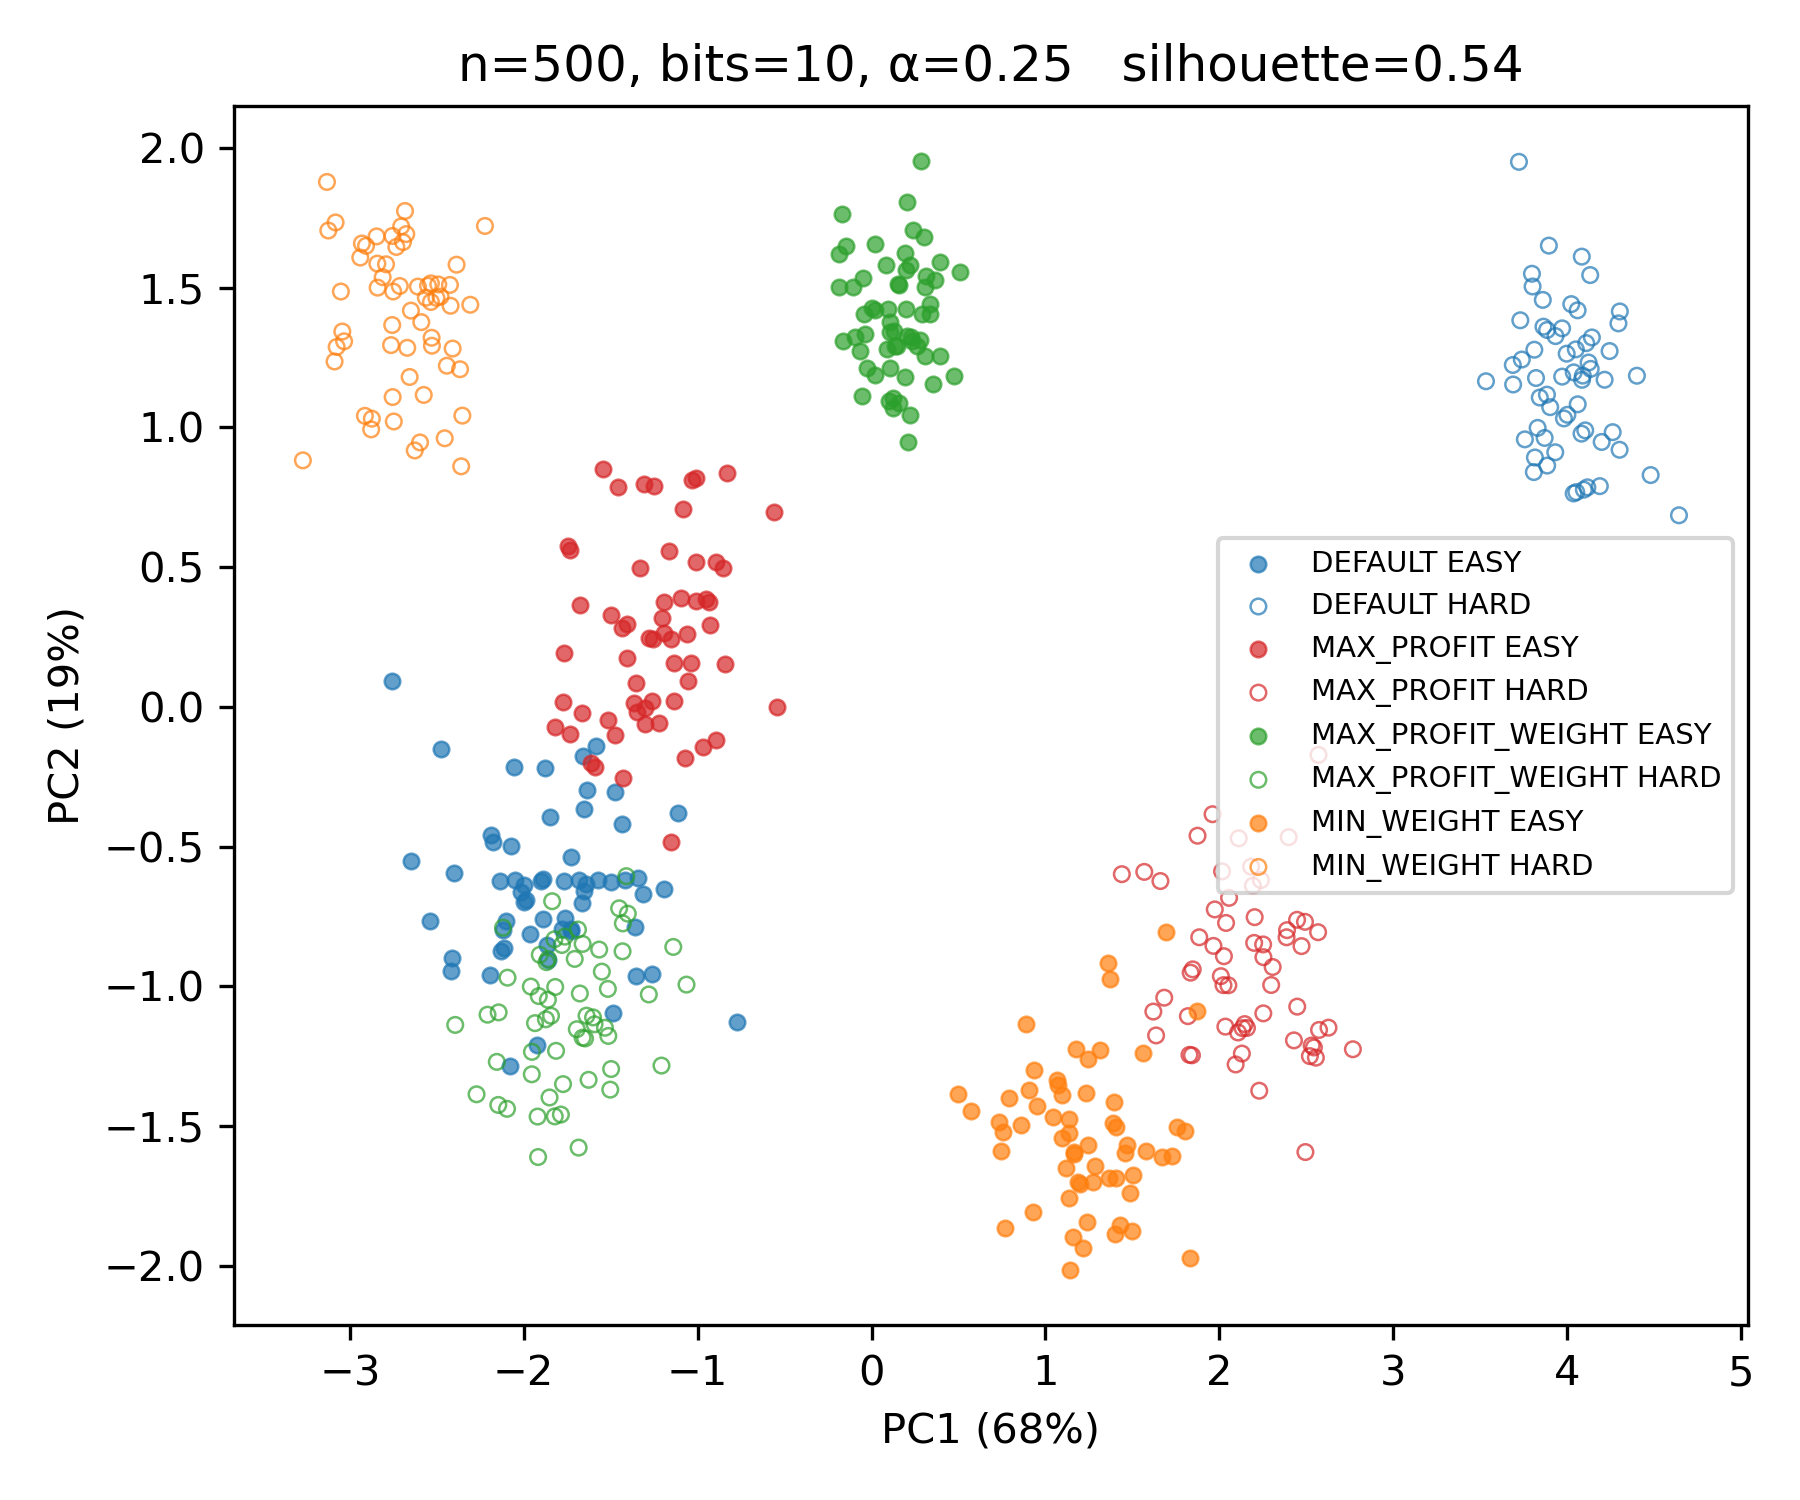 n=500, bits=10, α=0.25   silhouette=0.54
2.0
1.5
1.0
0.5
0.0
−0.5
−1.0
−1.5
−2.0
PC2 (19%)
DEFAULT EASY
DEFAULT HARD
MAX_PROFIT EASY
MAX_PROFIT HARD
MAX_PROFIT_WEIGHT EASY
MAX_PROFIT_WEIGHT HARD
MIN_WEIGHT EASY
MIN_WEIGHT HARD
−3 −2 −1 0 1 2 3 4 5
PC1 (68%)